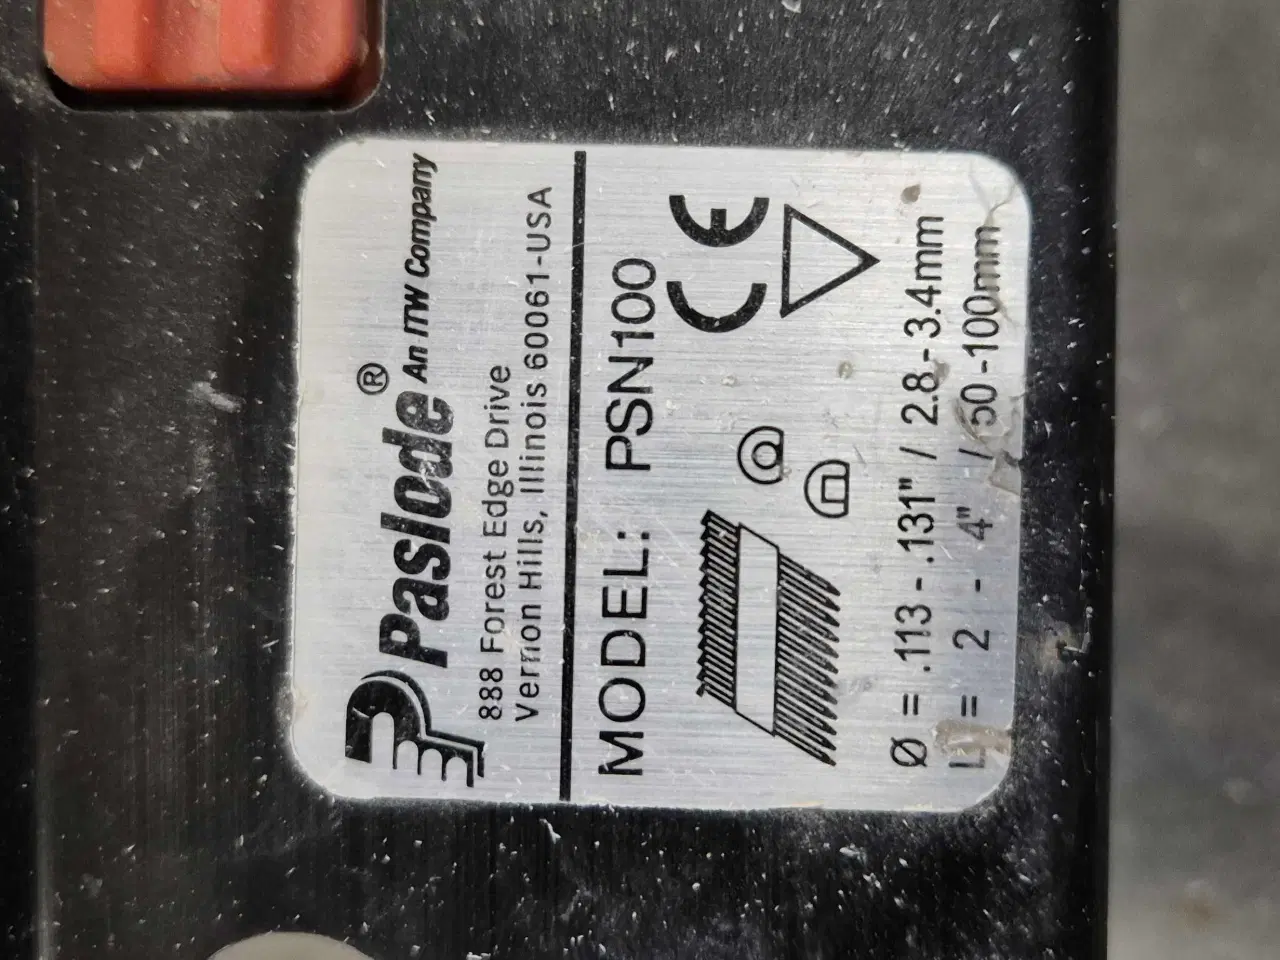 Paslode® An ITW Company
888 Forest Edge Drive
Vernon Hills, Illinois 60061-USA
MODEL: PSN100
CE
Ø = .113 - .131" / 2.8 - 3.4mm
L = 2 - 4" / 50 - 100mm